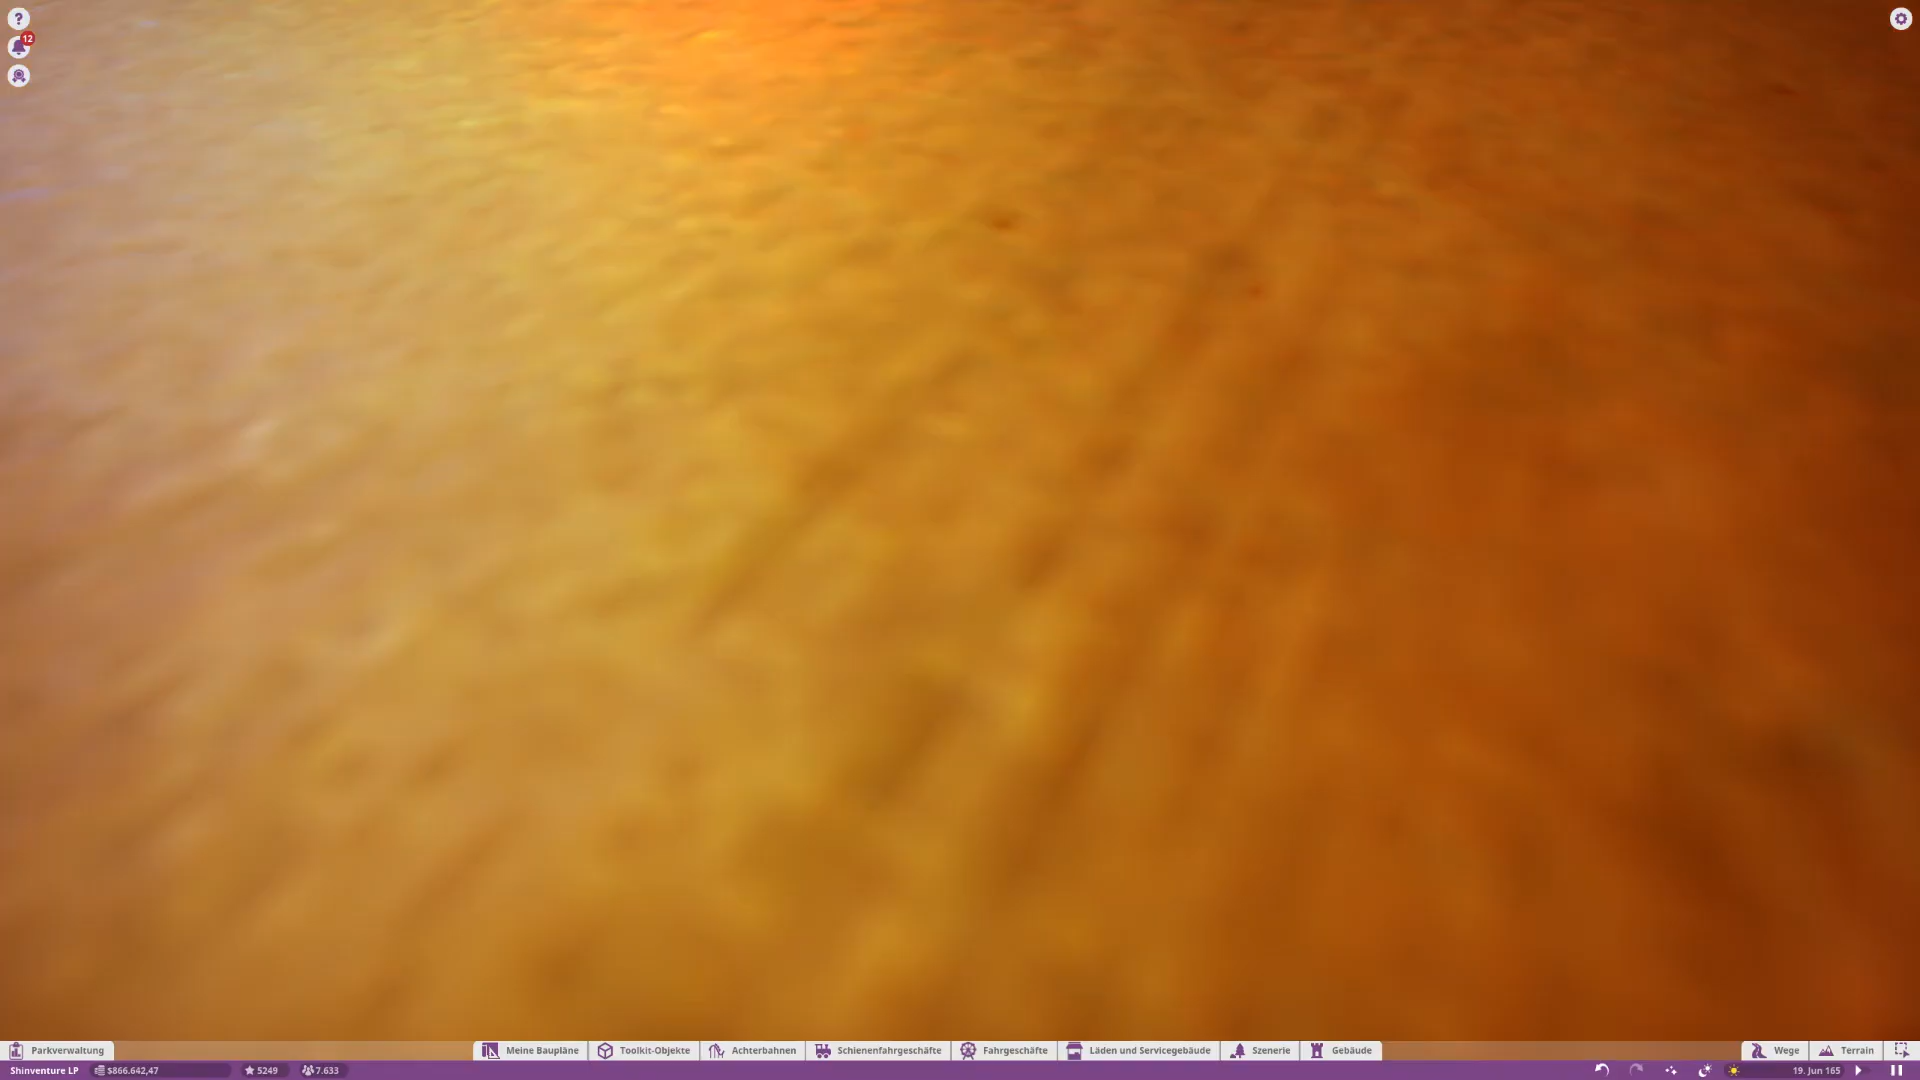 ?
12
Parkverwaltung
Meine Baupläne
Toolkit-Objekte
Achterbahnen
Schienenfahrgeschäfte
Fahrgeschäfte
Läden und Servicegebäude
Szenerie
Gebäude
Wege
Terrain
Shinventure LP
$866.642,47
5249
7.633
19. Jun 165